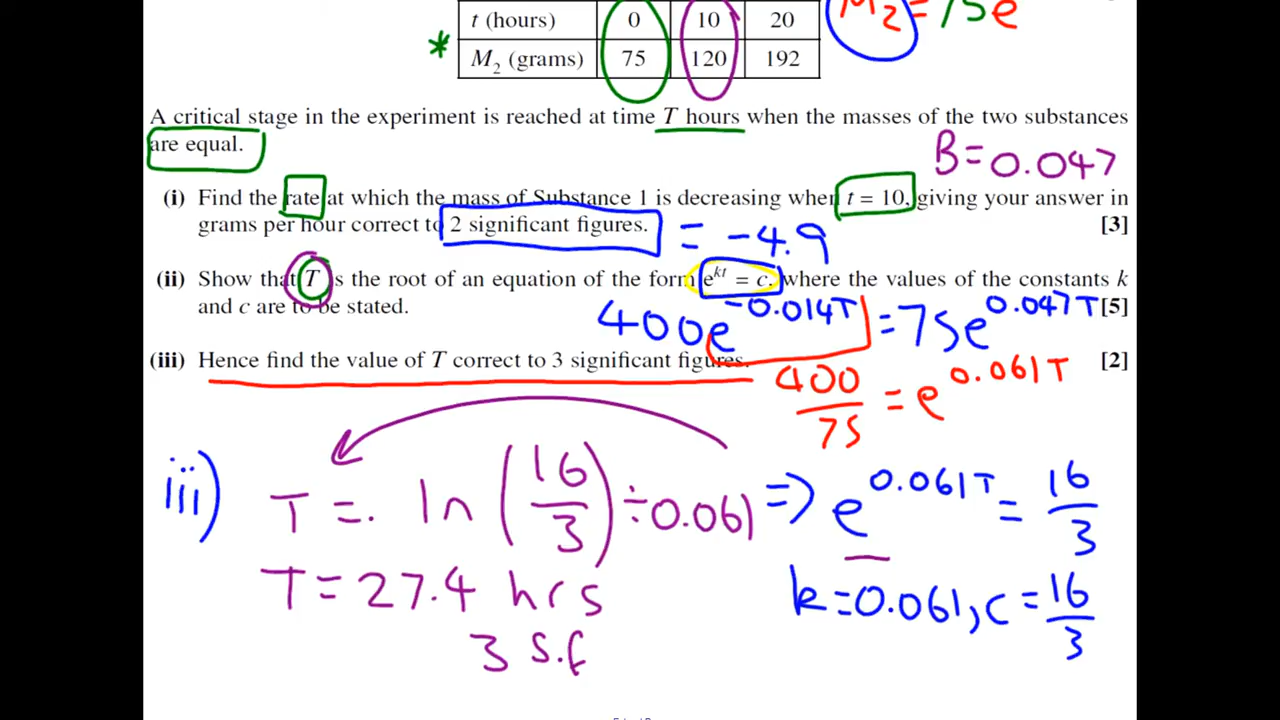 M2 = 75e
t (hours) 0 10 20
* M2 (grams) 75 120 192
A critical stage in the experiment is reached at time T hours when the masses of the two substances
are equal.
B = 0.047
(i) Find the rate at which the mass of Substance 1 is decreasing when t = 10, giving your answer in
grams per hour correct to 2 significant figures. [3]
= -4.9
(ii) Show that T is the root of an equation of the form e^kt = c, where the values of the constants k
and c are to be stated. [5]
400e^-0.014T = 75e^0.047T
(iii) Hence find the value of T correct to 3 significant figures. [2]
400/75 = e^0.061T
iii) T = . ln (16/3) ÷ 0.061 => e^0.061T = 16/3
T = 27.4 hrs
k = 0.061, c = 16/3
3 s.f